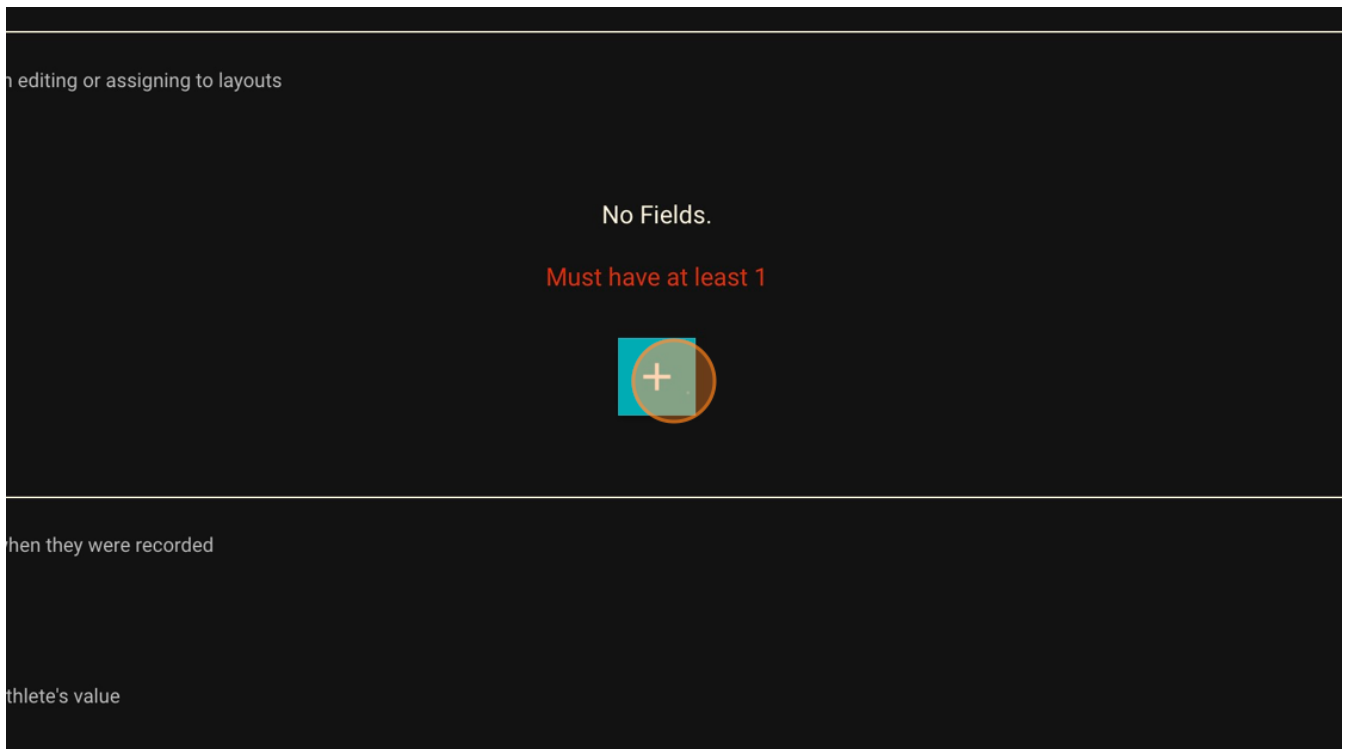 editing or assigning to layouts
No Fields.
Must have at least 1
+
hen they were recorded
thlete's value